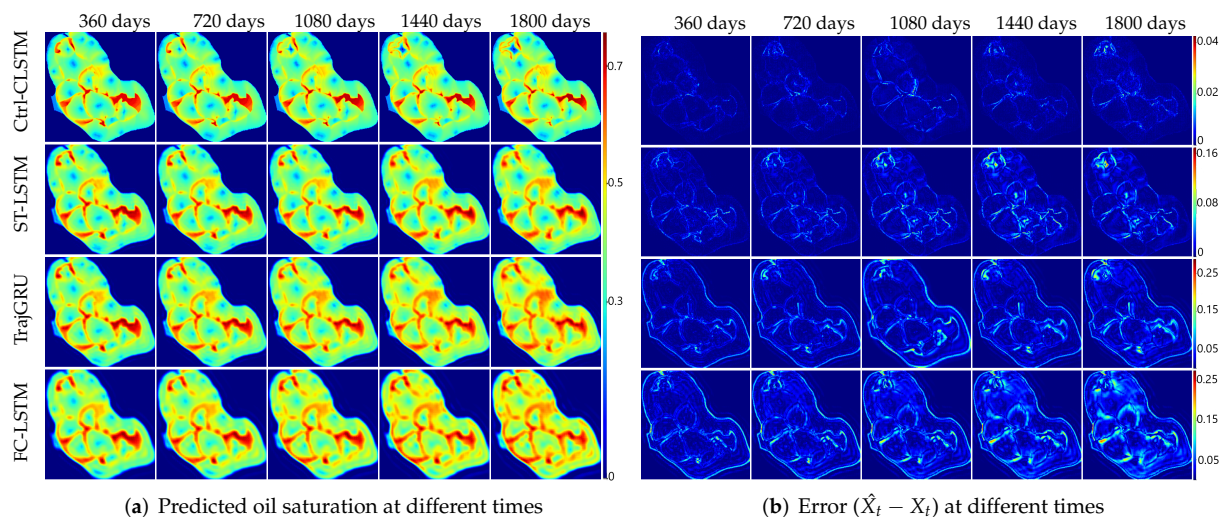 360 days 720 days 1080 days 1440 days 1800 days
360 days 720 days 1080 days 1440 days 1800 days
Ctrl-CLSTM
ST-LSTM
TrajGRU
FC-LSTM
0.7
0.5
0.3
0
0.04
0.02
0
0.16
0.08
0
0.25
0.15
0.05
0.25
0.15
0.05
(a) Predicted oil saturation at different times
(b) Error (X̂_t − X_t) at different times